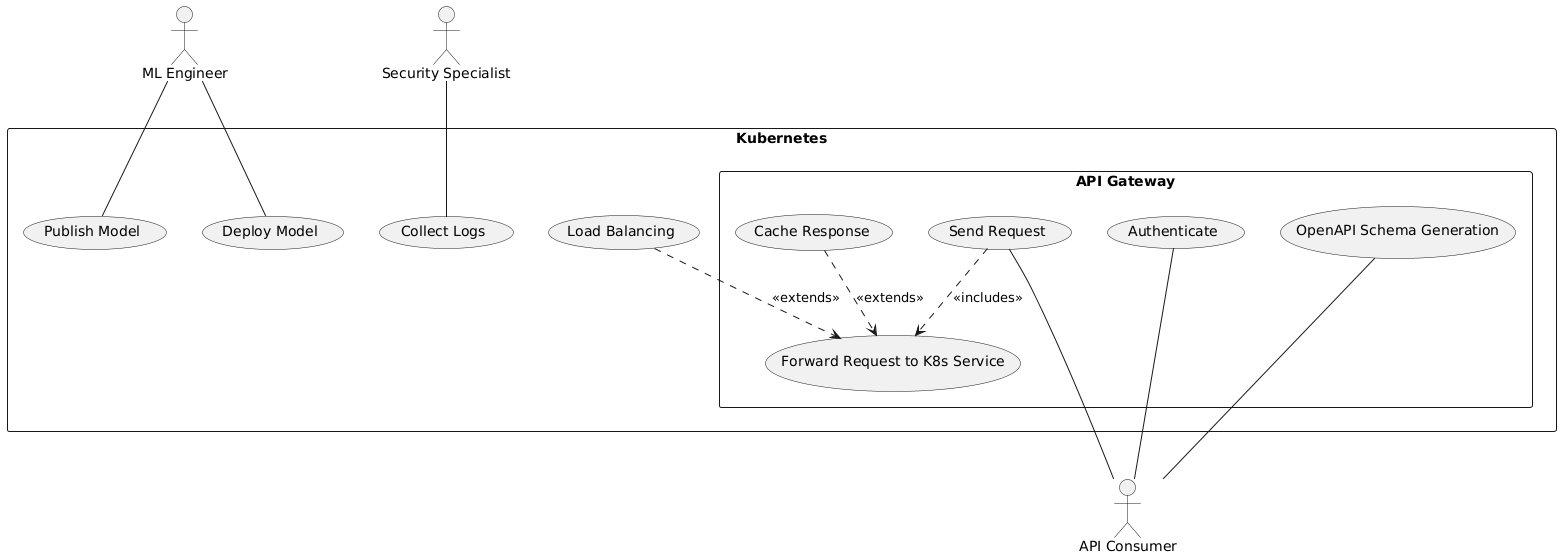 ML Engineer
Security Specialist
Kubernetes
API Gateway
Publish Model
Deploy Model
Collect Logs
Load Balancing
Cache Response
Send Request
Authenticate
OpenAPI Schema Generation
«extends»
«extends»
«includes»
Forward Request to K8s Service
API Consumer